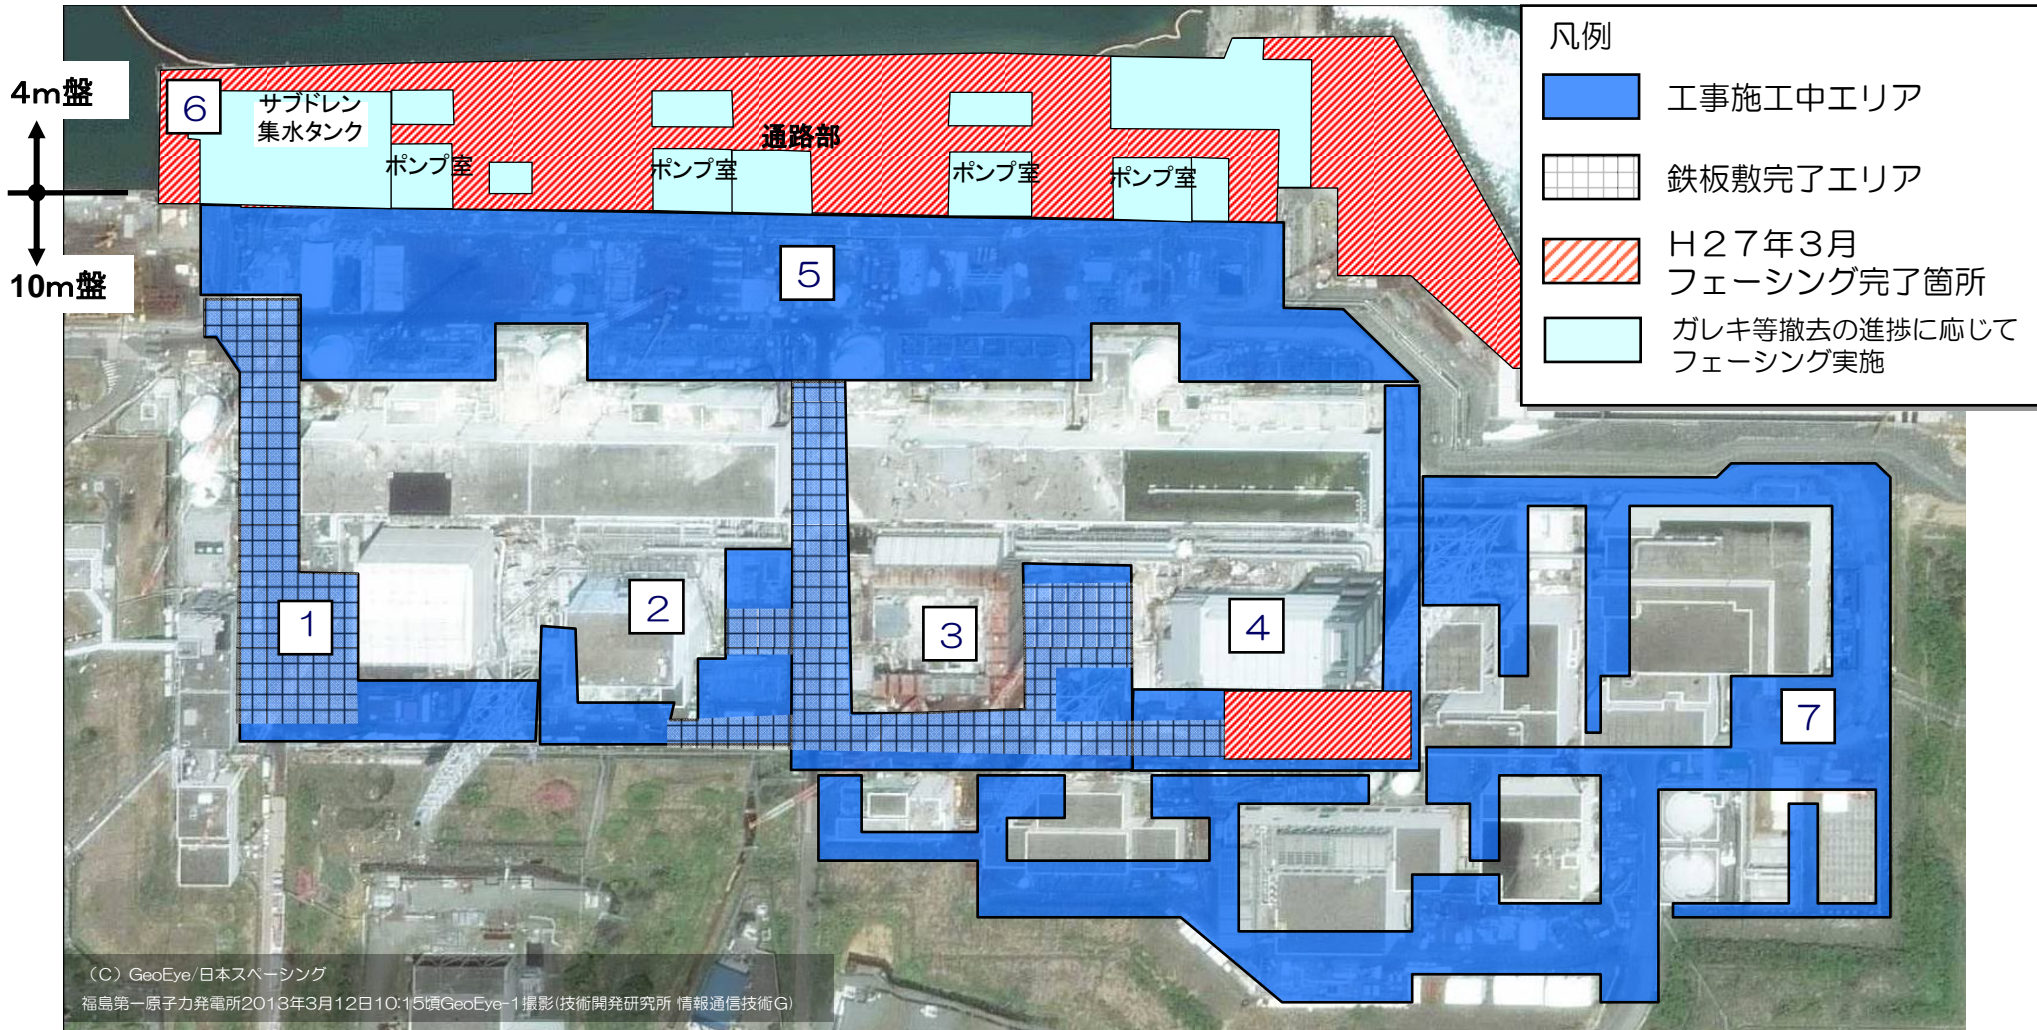 4m盤
10m盤
6
サブドレン
集水タンク
ポンプ室
ポンプ室
通路部
ポンプ室
ポンプ室
5
1
2
3
4
7
凡例
工事施工中エリア
鉄板敷完了エリア
H27年3月
フェーシング完了箇所
ガレキ等撤去の進捗に応じて
フェーシング実施
(C) GeoEye/日本スペーシング
福島第一原子力発電所2013年3月12日10:15頃GeoEye-1撮影(技術開発研究所 情報通信技術G)